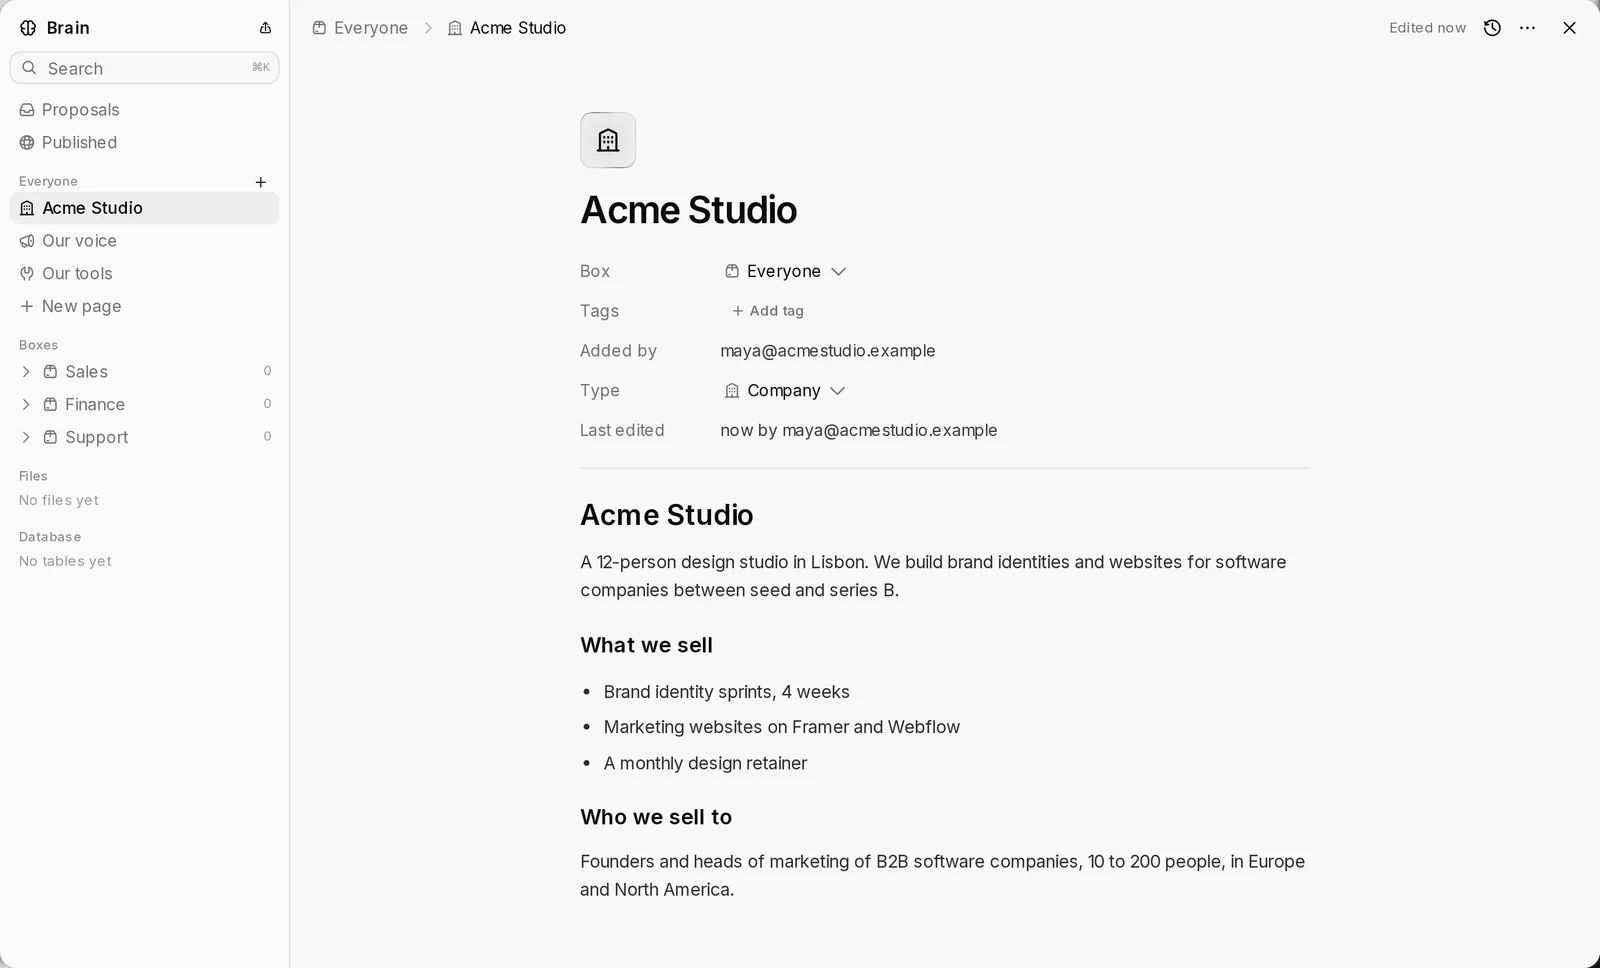 Brain
Search ⌘K
Proposals
Published
Everyone
Acme Studio
Our voice
Our tools
New page
Boxes
Sales 0
Finance 0
Support 0
Files
No files yet
Database
No tables yet
Everyone Acme Studio
Edited now
Acme Studio
Box Everyone
Tags + Add tag
Added by maya@acmestudio.example
Type Company
Last edited now by maya@acmestudio.example
Acme Studio
A 12-person design studio in Lisbon. We build brand identities and websites for software
companies between seed and series B.
What we sell
• Brand identity sprints, 4 weeks
• Marketing websites on Framer and Webflow
• A monthly design retainer
Who we sell to
Founders and heads of marketing of B2B software companies, 10 to 200 people, in Europe
and North America.